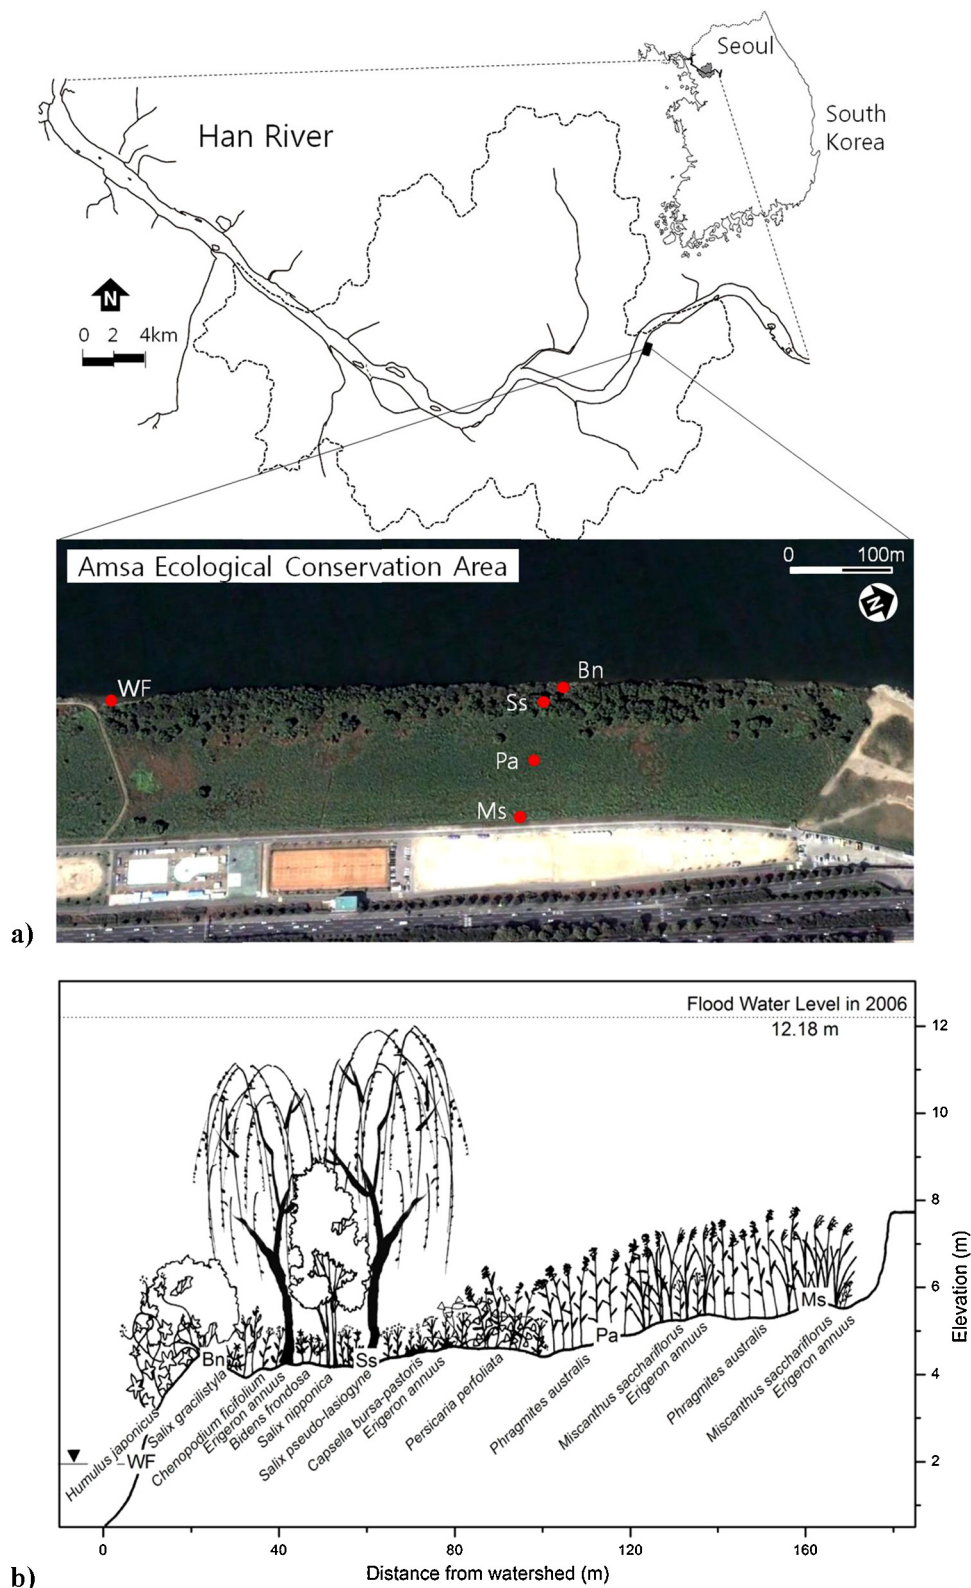 Seoul
South
Korea
Han River
N
0 2 4km
Amsa Ecological Conservation Area
0 100m
N
WF
Bn
Ss
Pa
Ms
a)
Flood Water Level in 2006
12.18 m
12
10
8
6
4
2
Elevation (m)
Bn
Ss
Pa
Ms
WF
Humulus japonicus
Salix gracilistyla
Chenopodium ficifolium
Erigeron annuus
Bidens frondosa
Salix nipponica
Salix pseudo-lasiogyne
Capsella bursa-pastoris
Erigeron annuus
Persicaria perfoliata
Phragmites australis
Miscanthus sacchariflorus
Erigeron annuus
Phragmites australis
Miscanthus sacchariflorus
Erigeron annuus
0 40 80 120 160
Distance from watershed (m)
b)